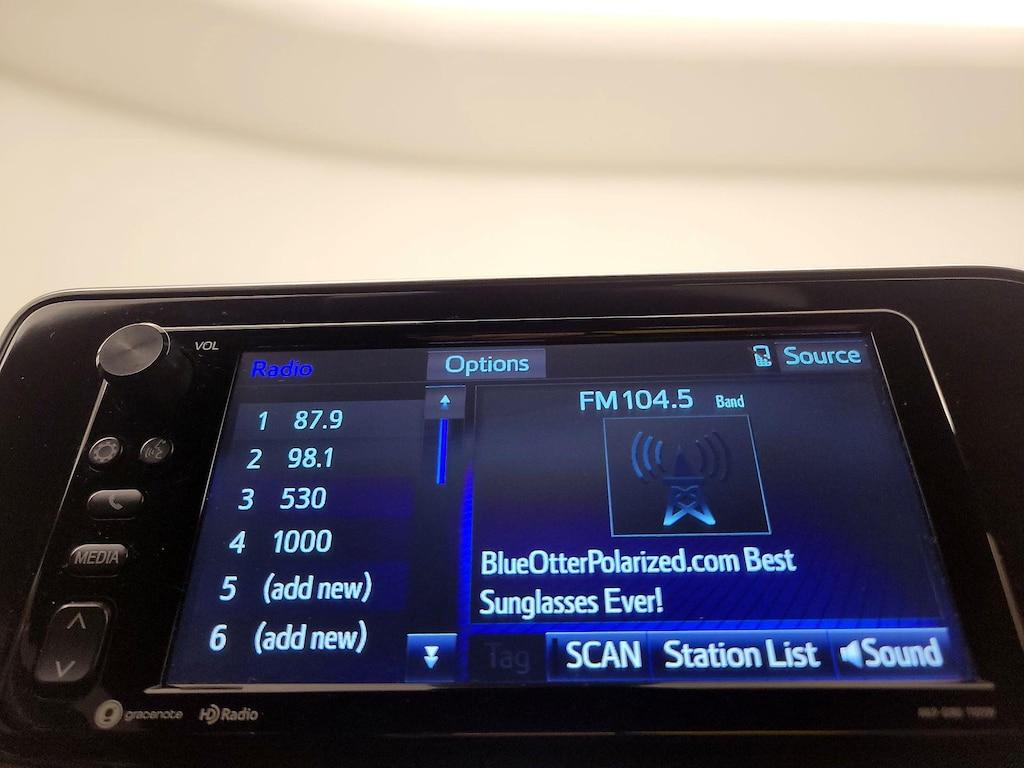 VOL
Radio
Options
Source
1 87.9
2 98.1
3 530
4 1000
5 (add new)
6 (add new)
FM 104.5 Band
BlueOtterPolarized.com Best
Sunglasses Ever!
Tag
SCAN
Station List
Sound
MEDIA
gracenote
HD Radio